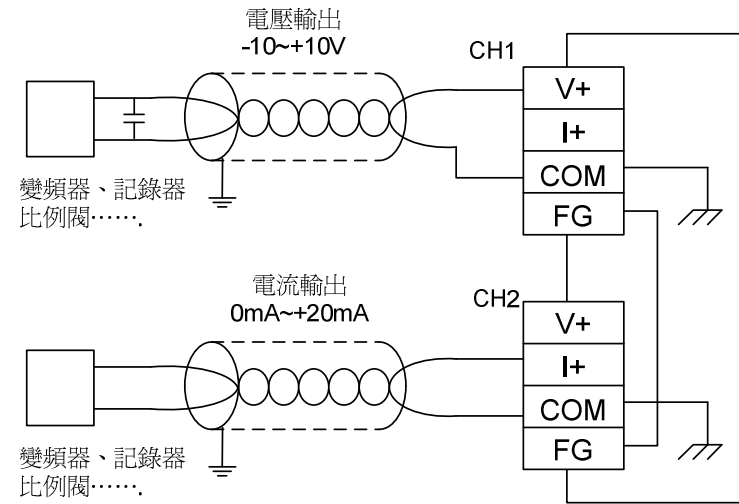 電壓輸出
-10~+10V
CH1
V+
I+
COM
FG
變頻器、記錄器
比例閥…….
電流輸出
0mA~+20mA
CH2
V+
I+
COM
FG
變頻器、記錄器
比例閥…….